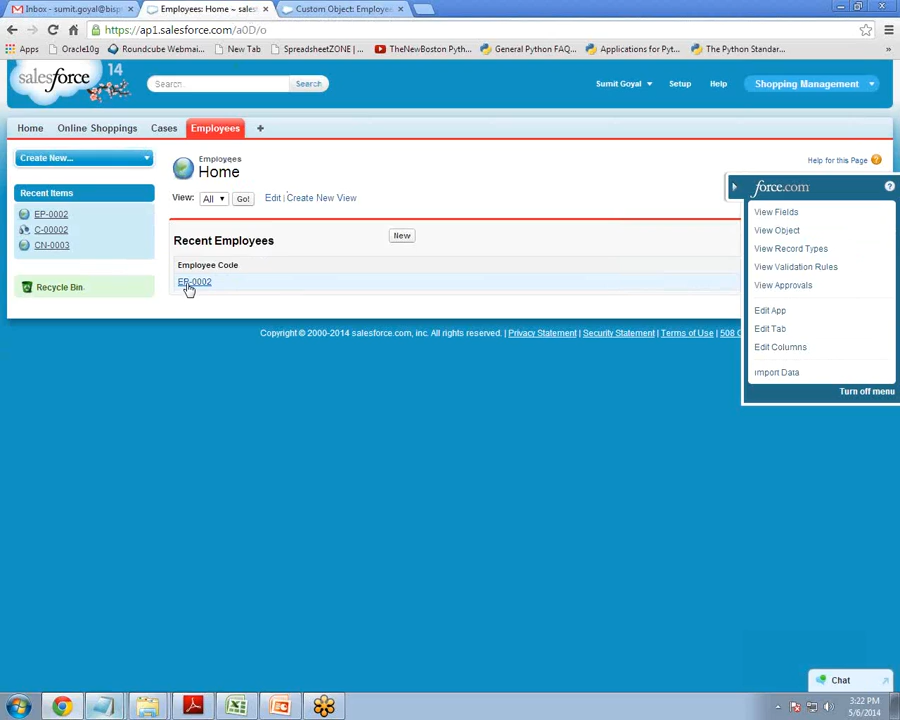 Inbox - sumit.goyal@bisp
Employees: Home ~ sales
Custom Object: Employee
https://ap1.salesforce.com/a0D/o
Apps
Oracle10g
Roundcube Webmai...
New Tab
SpreadsheetZONE | ...
TheNewBoston Pyth...
General Python FAQ...
Applications for Pyt...
The Python Standar...
salesforce
14
Search...
Search
Sumit Goyal
Setup
Help
Shopping Management
Home
Online Shoppings
Cases
Employees
+
Create New...
Recent Items
EP-0002
C-00002
CN-0003
Recycle Bin
Employees
Home
Help for this Page
View:
All
Go!
Edit | Create New View
Recent Employees
New
Employee Code
EP-0002
force.com
View Fields
View Object
View Record Types
View Validation Rules
View Approvals
Edit App
Edit Tab
Edit Columns
Import Data
Turn off menu
Copyright © 2000-2014 salesforce.com, inc. All rights reserved. | Privacy Statement | Security Statement | Terms of Use | 508 C
Chat
3:22 PM
5/6/2014